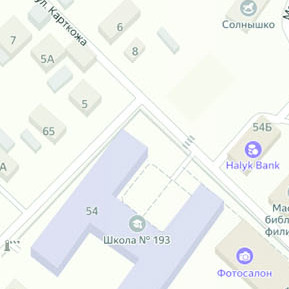 Солнышко
ул. Карткожа
6
7
5А
8
5
65
54Б
Halyk Bank
54
Школа № 193
Фотосалон